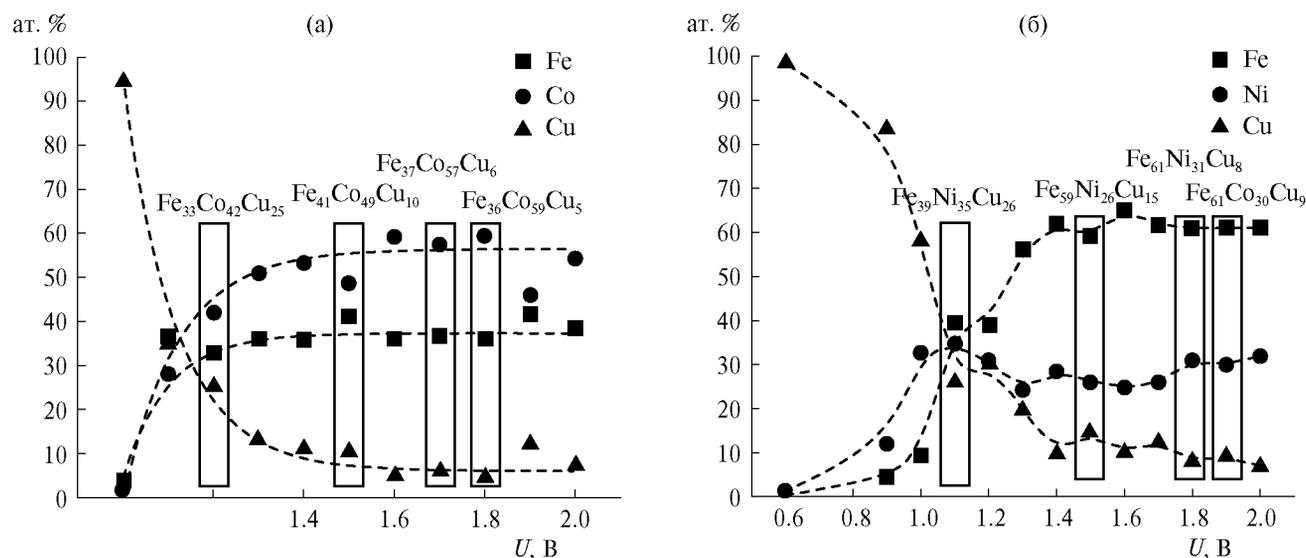 ат. %
(а)
100
90
80
70
60
50
40
30
20
10
0
Fe
Co
Cu
Fe₃₇Co₅₇Cu₆
Fe₃₃Co₄₂Cu₂₅
Fe₄₁Co₄₉Cu₁₀
Fe₃₆Co₅₉Cu₅
1.4
1.6
1.8
2.0
U, В
ат. %
(б)
100
90
80
70
60
50
40
30
20
10
0
Fe
Ni
Cu
Fe₆₁Ni₃₁Cu₈
Fe₃₉Ni₃₅Cu₂₆
Fe₅₉Ni₂₆Cu₁₅
Fe₆₁Co₃₀Cu₉
0.6
0.8
1.0
1.2
1.4
1.6
1.8
2.0
U, В